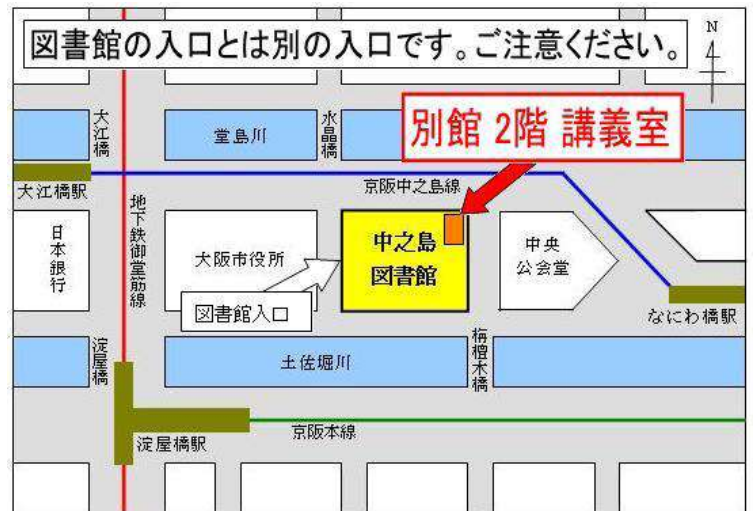 図書館の入口とは別の入口です。ご注意ください。
N
大江橋
堂島川
水晶橋
別館 2階 講義室
大江橋駅
京阪中之島線
日本銀行
地下鉄御堂筋線
大阪市役所
中之島
図書館
中央
公会堂
図書館入口
なにわ橋駅
淀屋橋
土佐堀川
栴檀木橋
淀屋橋駅
京阪本線